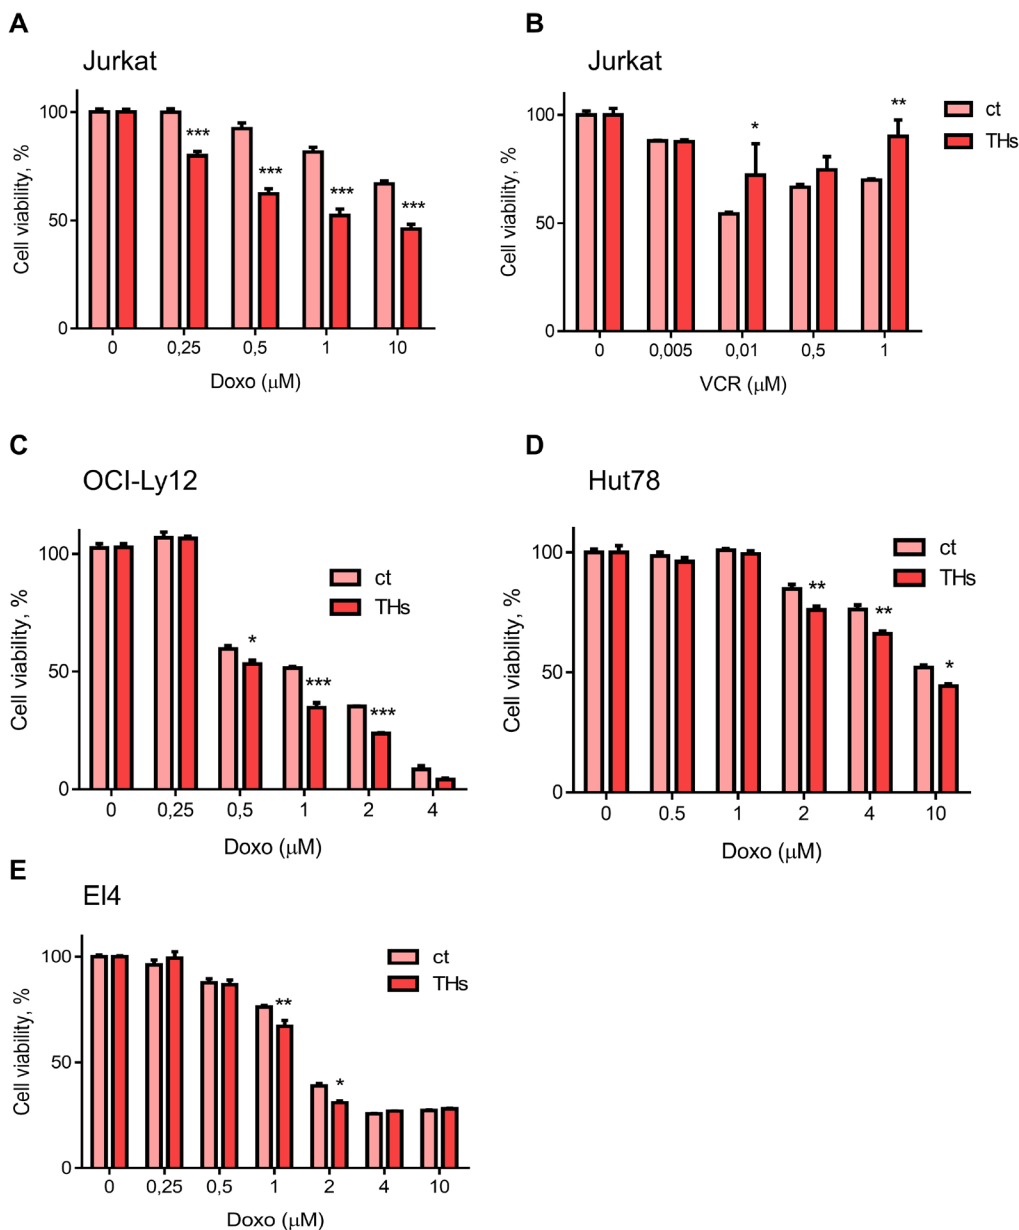 A
Jurkat
Cell viability, %
100
50
0
***
***
***
***
0 0,25 0,5 1 10
Doxo (μM)
B
Jurkat
Cell viability, %
100
50
0
*
**
ct
THs
0 0,005 0,01 0,5 1
VCR (μM)
C
OCI-Ly12
Cell viability, %
100
50
0
ct
THs
*
***
***
0 0,25 0,5 1 2 4
Doxo (μM)
D
Hut78
Cell viability, %
100
50
0
ct
THs
**
**
*
0 0.5 1 2 4 10
Doxo (μM)
E
El4
Cell viability, %
100
50
0
ct
THs
**
*
0 0,25 0,5 1 2 4 10
Doxo (μM)